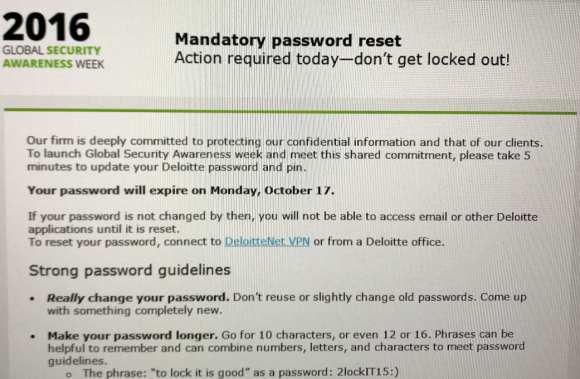 2016
GLOBAL SECURITY
AWARENESS WEEK
Mandatory password reset
Action required today—don't get locked out!
Our firm is deeply committed to protecting our confidential information and that of our clients.
To launch Global Security Awareness week and meet this shared commitment, please take 5
minutes to update your Deloitte password and pin.
Your password will expire on Monday, October 17.
If your password is not changed by then, you will not be able to access email or other Deloitte
applications until it is reset.
To reset your password, connect to DeloitteNet VPN or from a Deloitte office.
Strong password guidelines
• Really change your password. Don't reuse or slightly change old passwords. Come up
with something completely new.
• Make your password longer. Go for 10 characters, or even 12 or 16. Phrases can be
helpful to remember and can combine numbers, letters, and characters to meet password
guidelines.
o The phrase: "to lock it is good" as a password: 2lockIT15:)